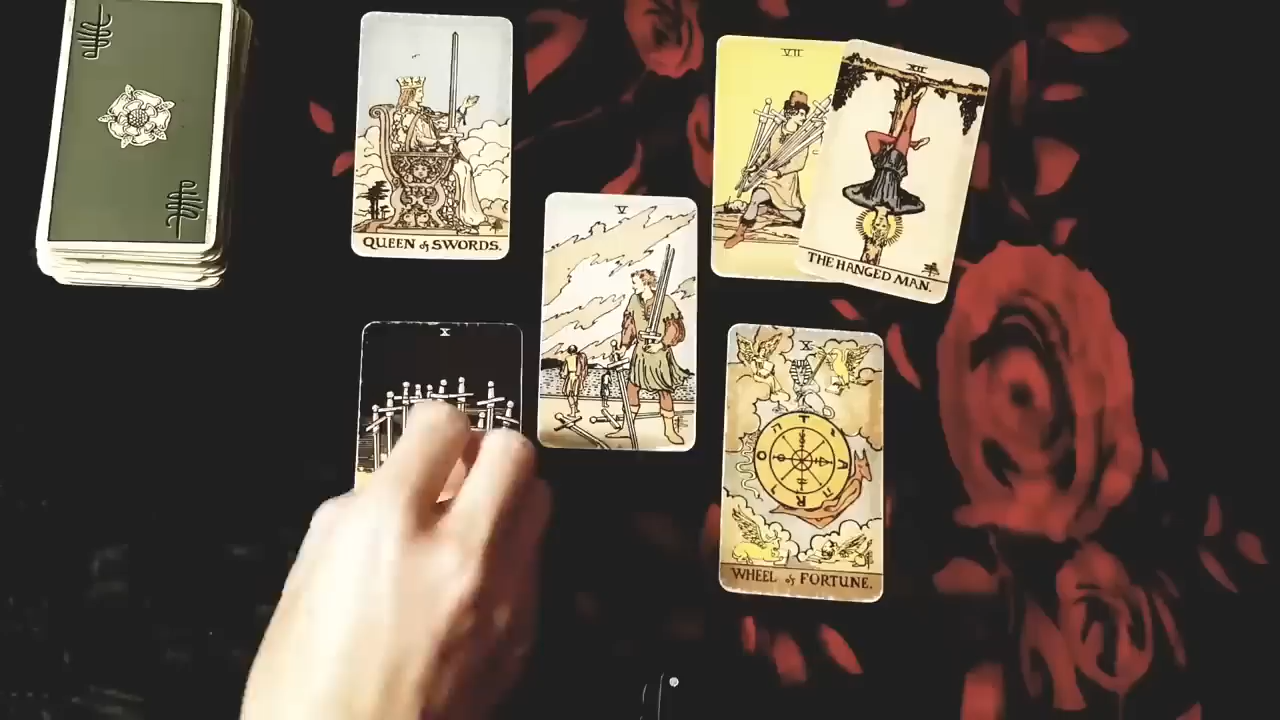 QUEEN of SWORDS.
VII
XII
THE HANGED MAN.
V
X
X
T
A
R
O
WHEEL of FORTUNE.